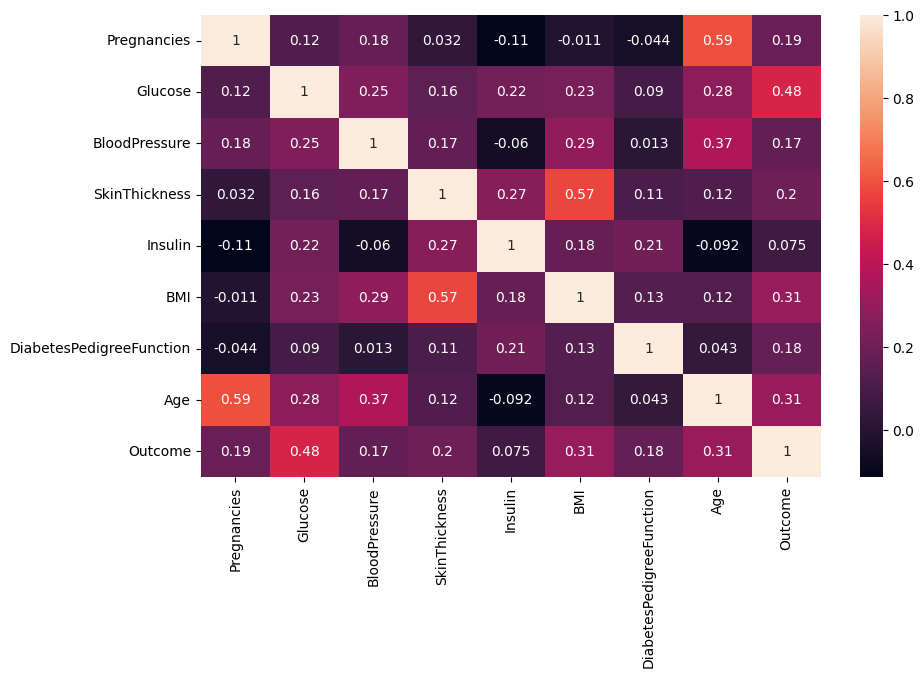 Pregnancies 1 0.12 0.18 0.032 -0.11 -0.011 -0.044 0.59 0.19
Glucose 0.12 1 0.25 0.16 0.22 0.23 0.09 0.28 0.48
BloodPressure 0.18 0.25 1 0.17 -0.06 0.29 0.013 0.37 0.17
SkinThickness 0.032 0.16 0.17 1 0.27 0.57 0.11 0.12 0.2
Insulin -0.11 0.22 -0.06 0.27 1 0.18 0.21 -0.092 0.075
BMI -0.011 0.23 0.29 0.57 0.18 1 0.13 0.12 0.31
DiabetesPedigreeFunction -0.044 0.09 0.013 0.11 0.21 0.13 1 0.043 0.18
Age 0.59 0.28 0.37 0.12 -0.092 0.12 0.043 1 0.31
Outcome 0.19 0.48 0.17 0.2 0.075 0.31 0.18 0.31 1
Pregnancies
Glucose
BloodPressure
SkinThickness
Insulin
BMI
DiabetesPedigreeFunction
Age
Outcome
1.0
0.8
0.6
0.4
0.2
0.0